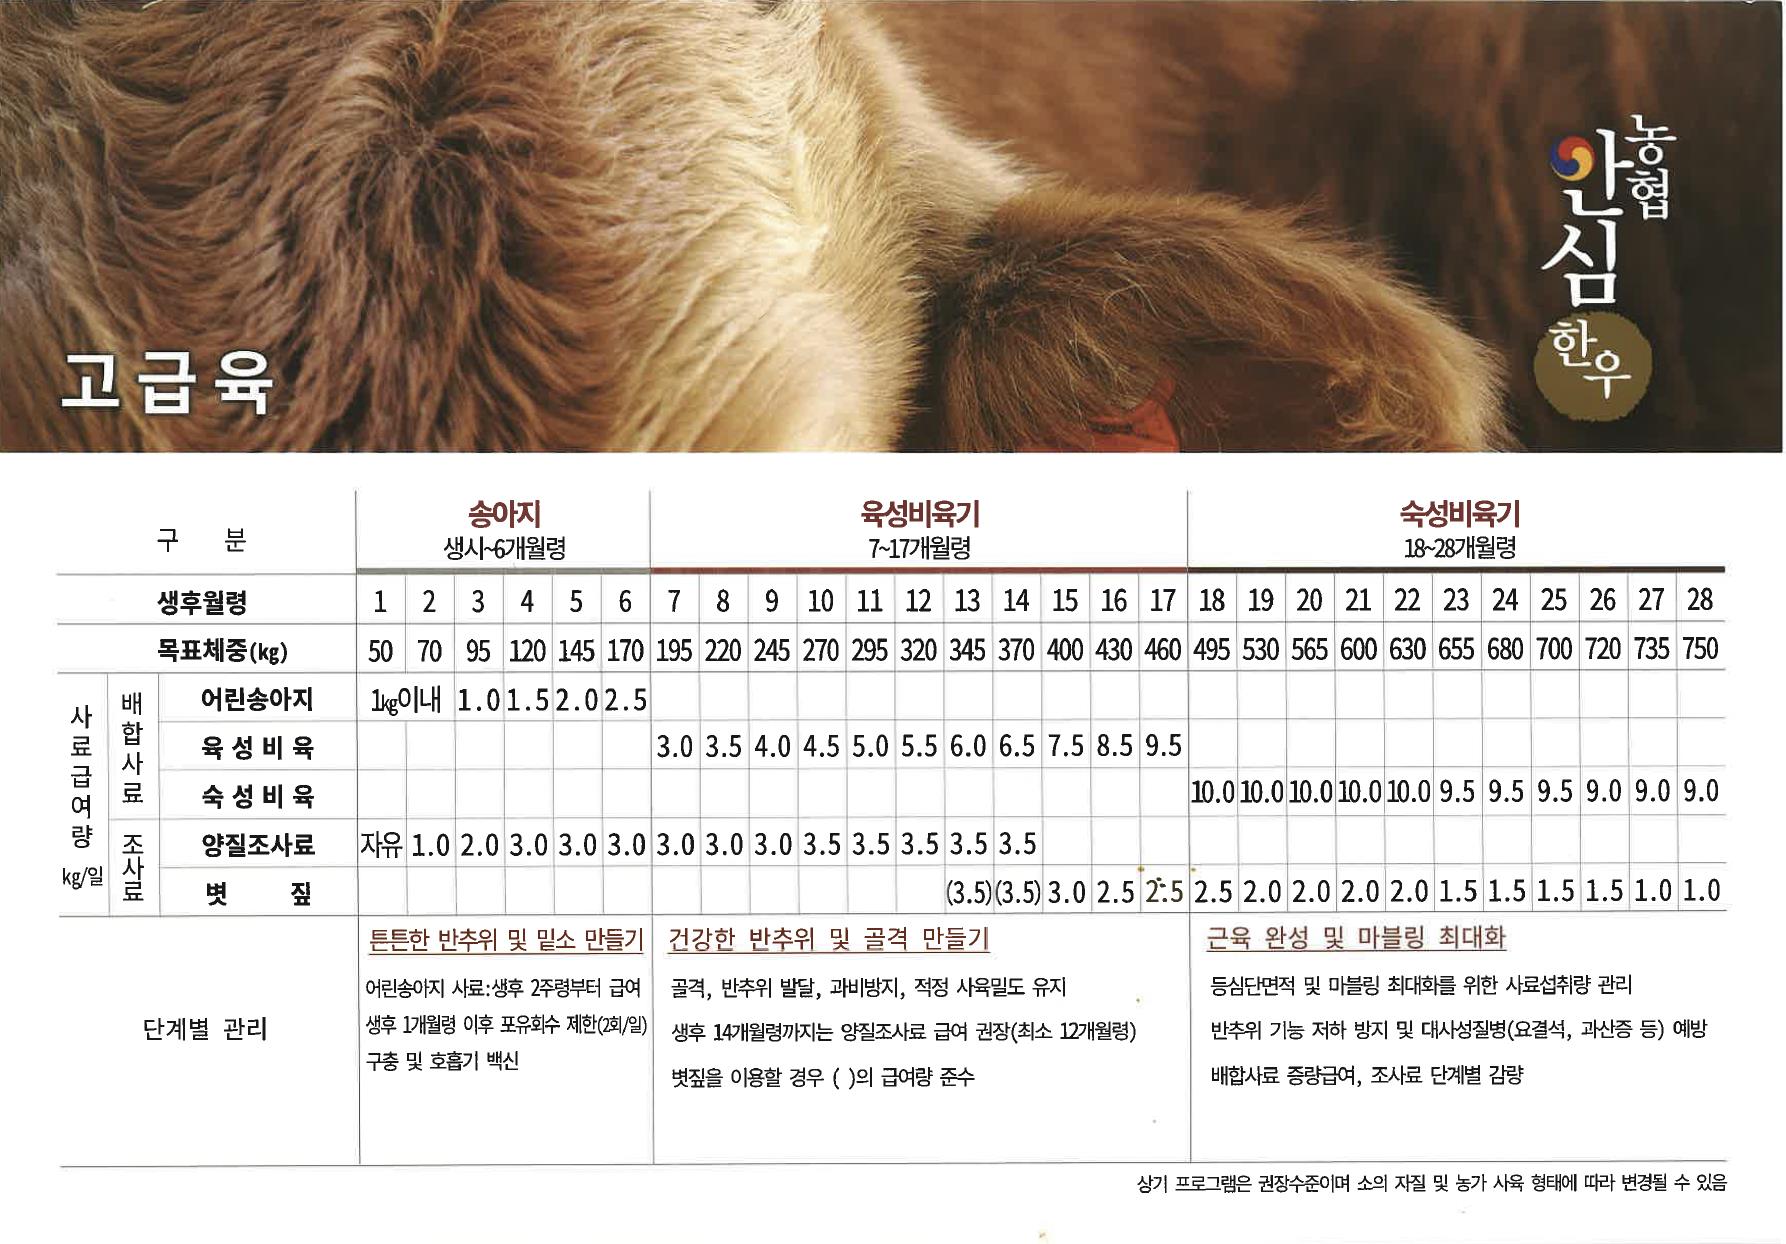 농협
안심
한우
고급육
구 분
송아지
생시~6개월령
육성비육기
7~17개월령
숙성비육기
18~28개월령
생후월령 1 2 3 4 5 6 7 8 9 10 11 12 13 14 15 16 17 18 19 20 21 22 23 24 25 26 27 28
목표체중(kg) 50 70 95 120 145 170 195 220 245 270 295 320 345 370 400 430 460 495 530 565 600 630 655 680 700 720 735 750
사료급여량 kg/일
배합사료
어린송아지 1kg이내 1.0 1.5 2.0 2.5
육성비육 3.0 3.5 4.0 4.5 5.0 5.5 6.0 6.5 7.5 8.5 9.5
숙성비육 10.0 10.0 10.0 10.0 10.0 9.5 9.5 9.5 9.0 9.0 9.0
조사료
양질조사료 자유 1.0 2.0 3.0 3.0 3.0 3.0 3.0 3.0 3.5 3.5 3.5 3.5 3.5
볏 짚 (3.5) (3.5) 3.0 2.5 2.5 2.5 2.0 2.0 2.0 2.0 1.5 1.5 1.5 1.5 1.0 1.0
단계별 관리
튼튼한 반추위 및 밑소 만들기
어린송아지 사료:생후 2주령부터 급여
생후 1개월령 이후 포유회수 제한(2회/일)
구충 및 호흡기 백신
건강한 반추위 및 골격 만들기
골격, 반추위 발달, 과비방지, 적정 사육밀도 유지
생후 14개월령까지는 양질조사료 급여 권장(최소 12개월령)
볏짚을 이용할 경우 ( )의 급여량 준수
근육 완성 및 마블링 최대화
등심단면적 및 마블링 최대화를 위한 사료섭취량 관리
반추위 기능 저하 방지 및 대사성질병(요결석, 과산증 등) 예방
배합사료 증량급여, 조사료 단계별 감량
상기 프로그램은 권장수준이며 소의 자질 및 농가 사육 형태에 따라 변경될 수 있음